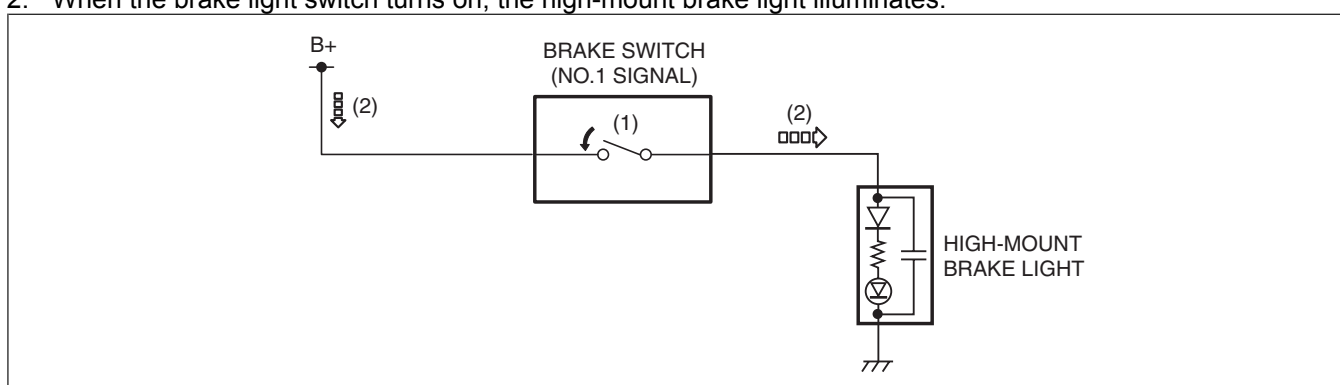 2. When the brake light switch turns on, the high-mount brake light illuminates.
B+
BRAKE SWITCH
(NO.1 SIGNAL)
(2)
(1)
(2)
HIGH-MOUNT
BRAKE LIGHT